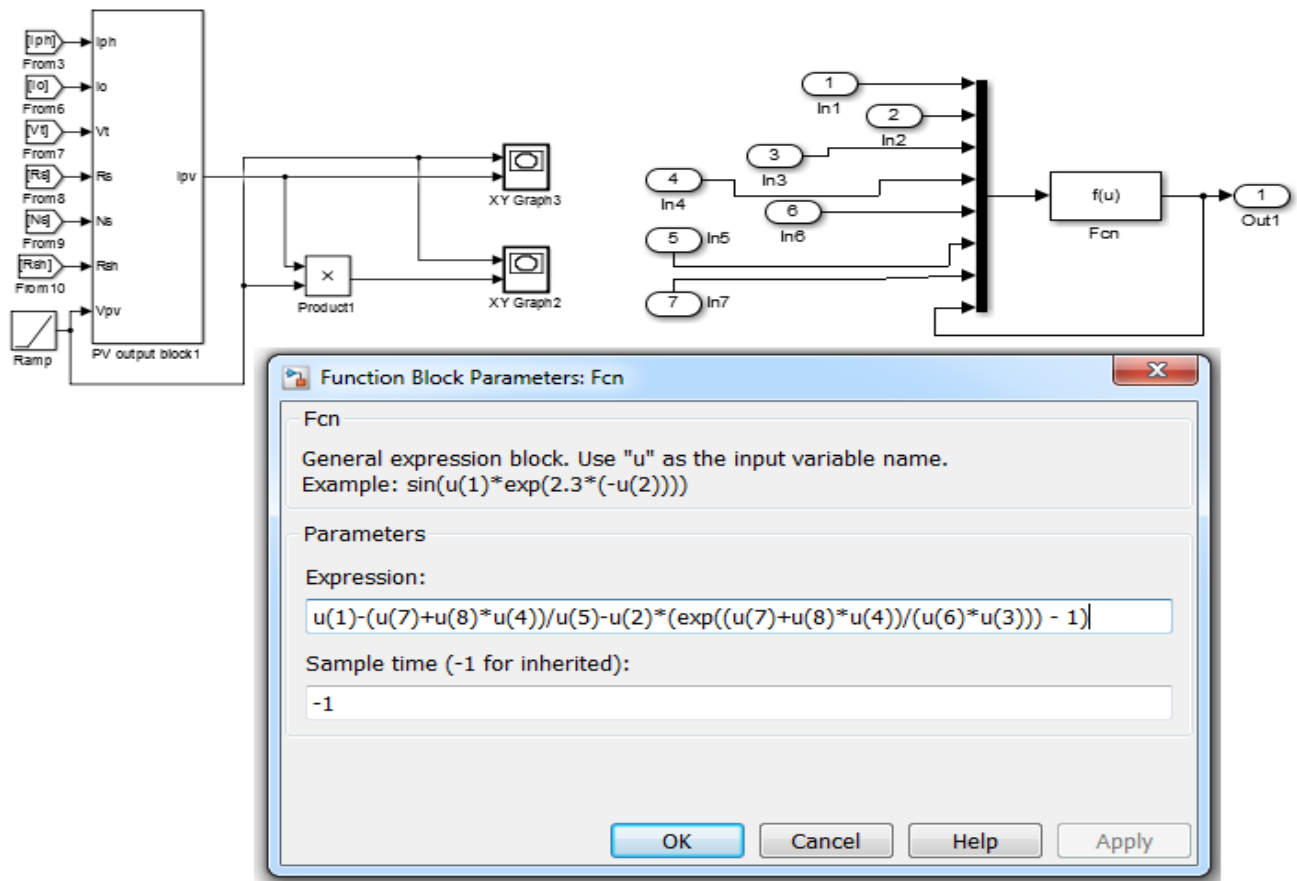 [Iph]
From3
[Io]
From6
[Vt]
From7
[Rs]
From8
[Ns]
From9
[Rsh]
From10
Ramp
Iph
Io
Vt
Rs
Ns
Rsh
Vpv
Ipv
PV output block1
×
Product1
XY Graph3
XY Graph2
1
In1
2
In2
3
In3
4
In4
6
In6
5
In5
7
In7
f(u)
Fcn
1
Out1
Function Block Parameters: Fcn
Fcn
General expression block. Use "u" as the input variable name.
Example: sin(u(1)*exp(2.3*(-u(2))))
Parameters
Expression:
u(1)-(u(7)+u(8)*u(4))/u(5)-u(2)*(exp((u(7)+u(8)*u(4))/(u(6)*u(3))) - 1)
Sample time (-1 for inherited):
-1
OK
Cancel
Help
Apply